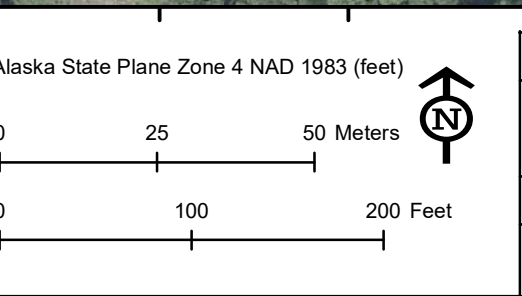 Alaska State Plane Zone 4 NAD 1983 (feet)
N
0 25 50 Meters
0 100 200 Feet